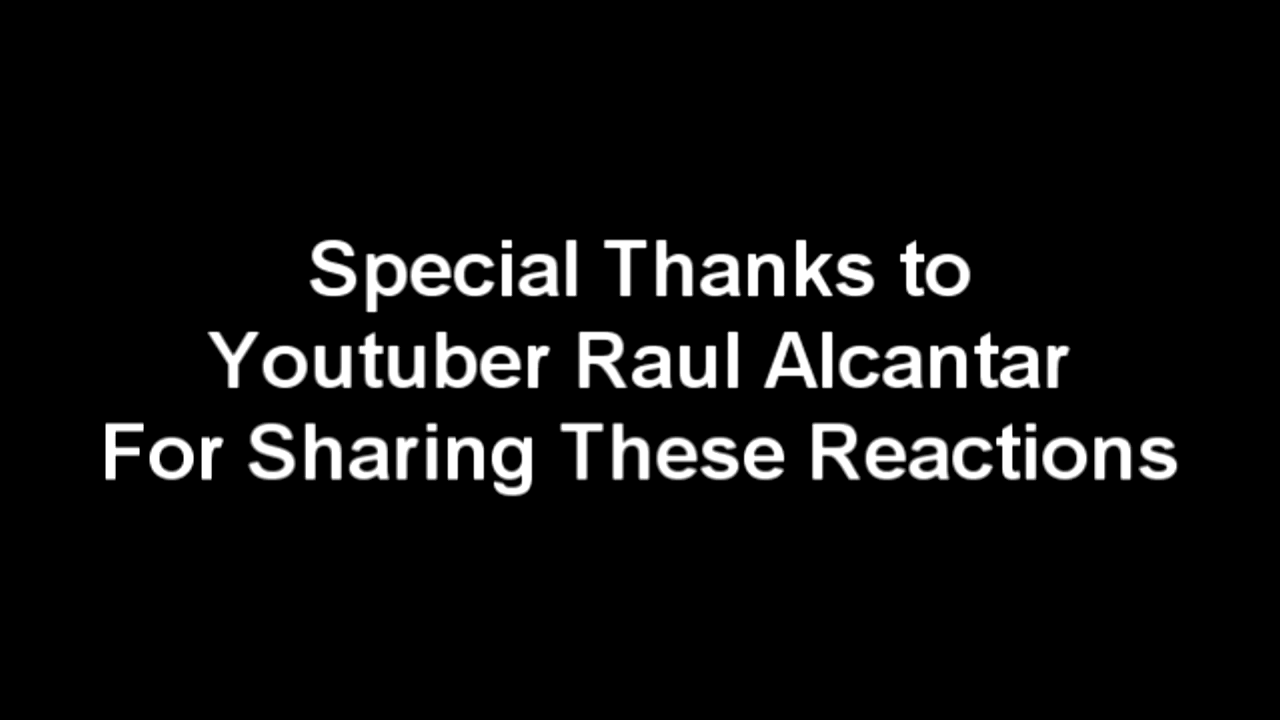 Special Thanks to
Youtuber Raul Alcantar
For Sharing These Reactions